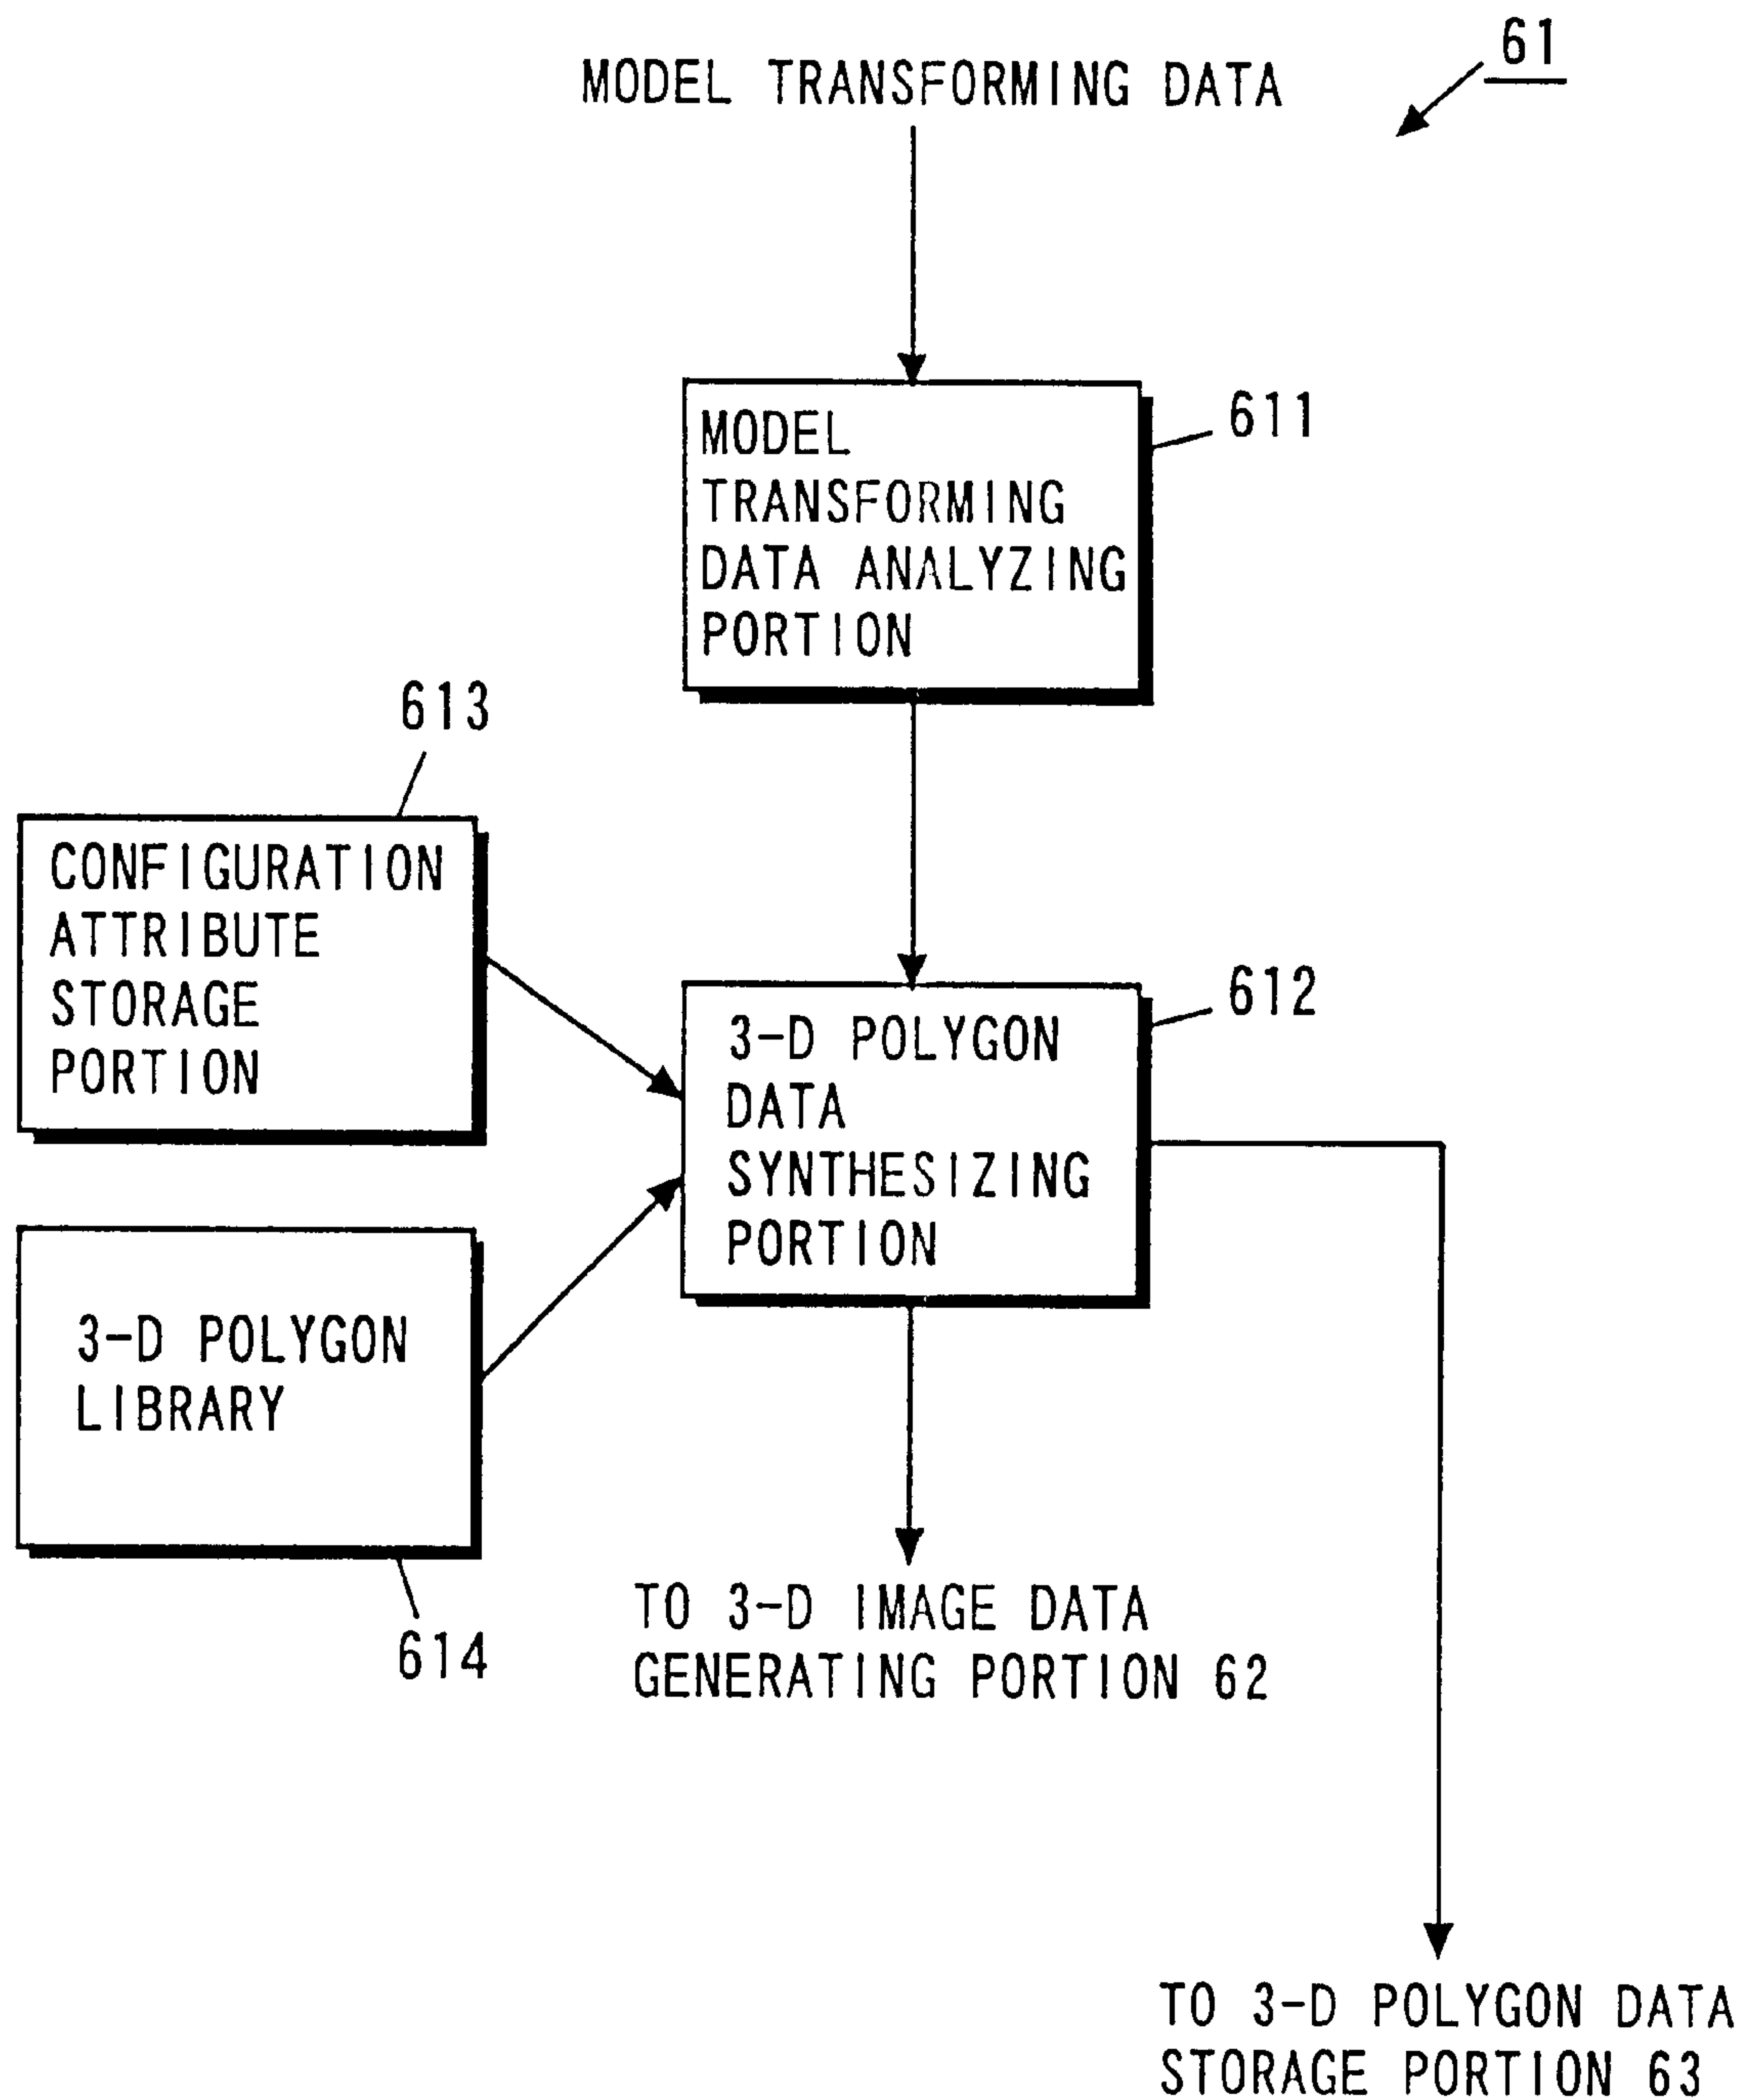 61
MODEL TRANSFORMING DATA
MODEL
TRANSFORMING
DATA ANALYZING
PORTION
611
613
CONFIGURATION
ATTRIBUTE
STORAGE
PORTION
612
3-D POLYGON
DATA
SYNTHESIZING
PORTION
3-D POLYGON
LIBRARY
614
TO 3-D IMAGE DATA
GENERATING PORTION 62
TO 3-D POLYGON DATA
STORAGE PORTION 63